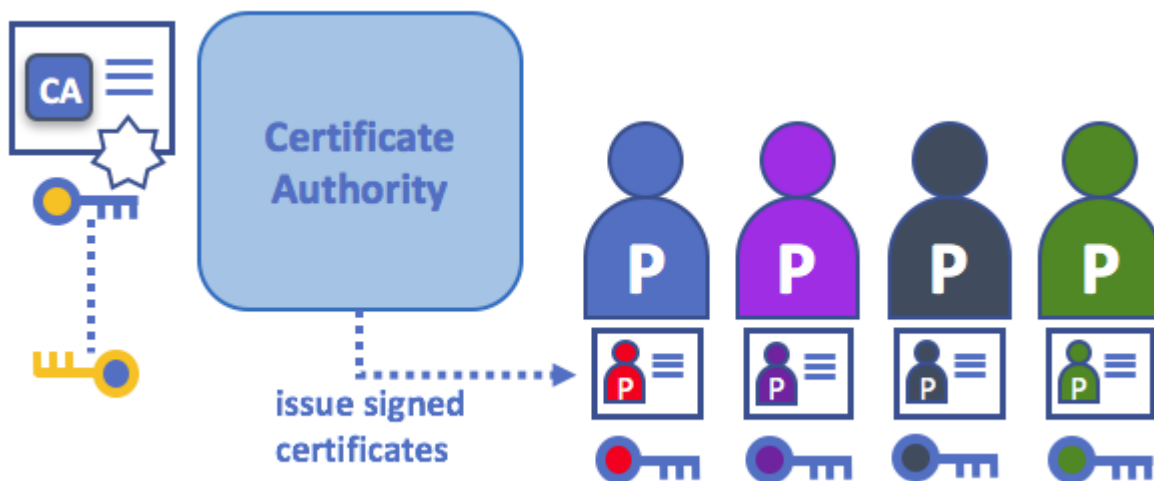 CA
Certificate
Authority
P P P P
issue signed
certificates
P P P P